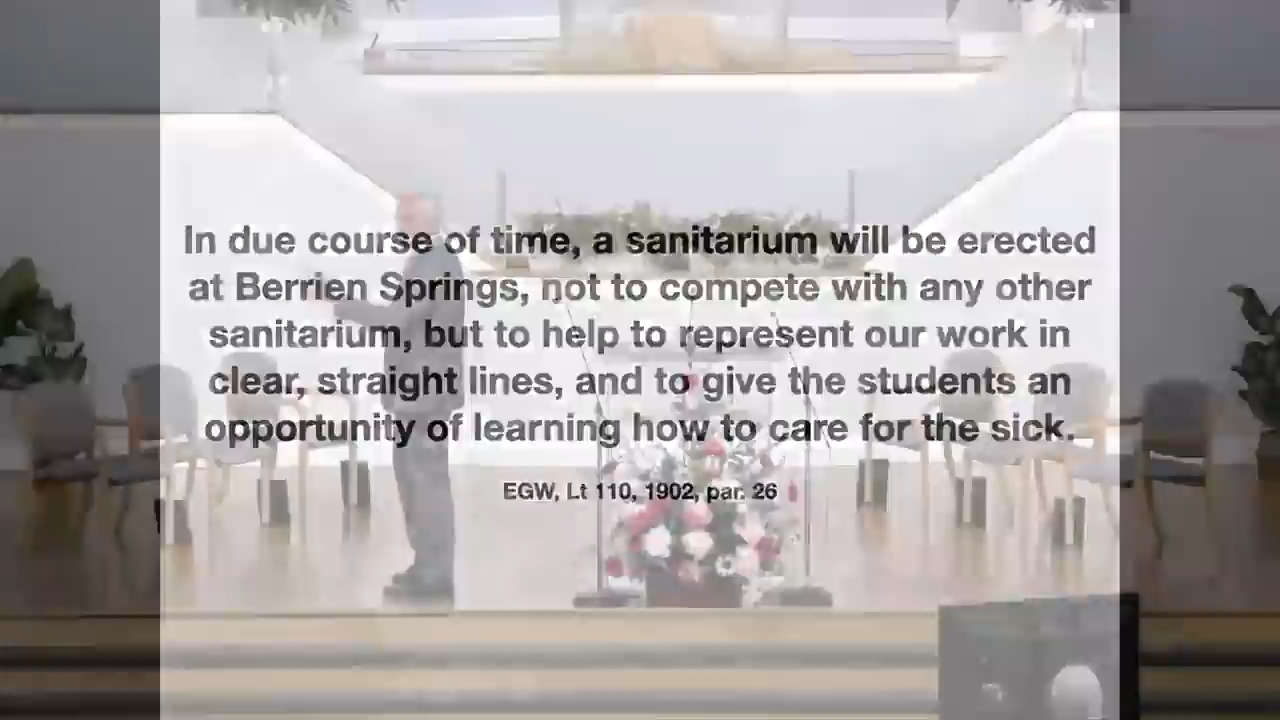 In due course of time, a sanitarium will be erected
at Berrien Springs, not to compete with any other
sanitarium, but to help to represent our work in
clear, straight lines, and to give the students an
opportunity of learning how to care for the sick.
EGW, Lt 110, 1902, par. 26